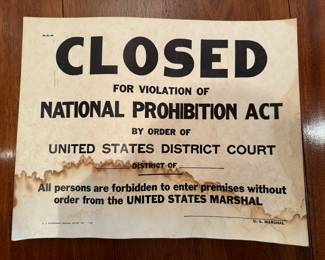 CLOSED
FOR VIOLATION OF
NATIONAL PROHIBITION ACT
BY ORDER OF
UNITED STATES DISTRICT COURT
DISTRICT OF
All persons are forbidden to enter premises without
order from the UNITED STATES MARSHAL
U. S. MARSHAL